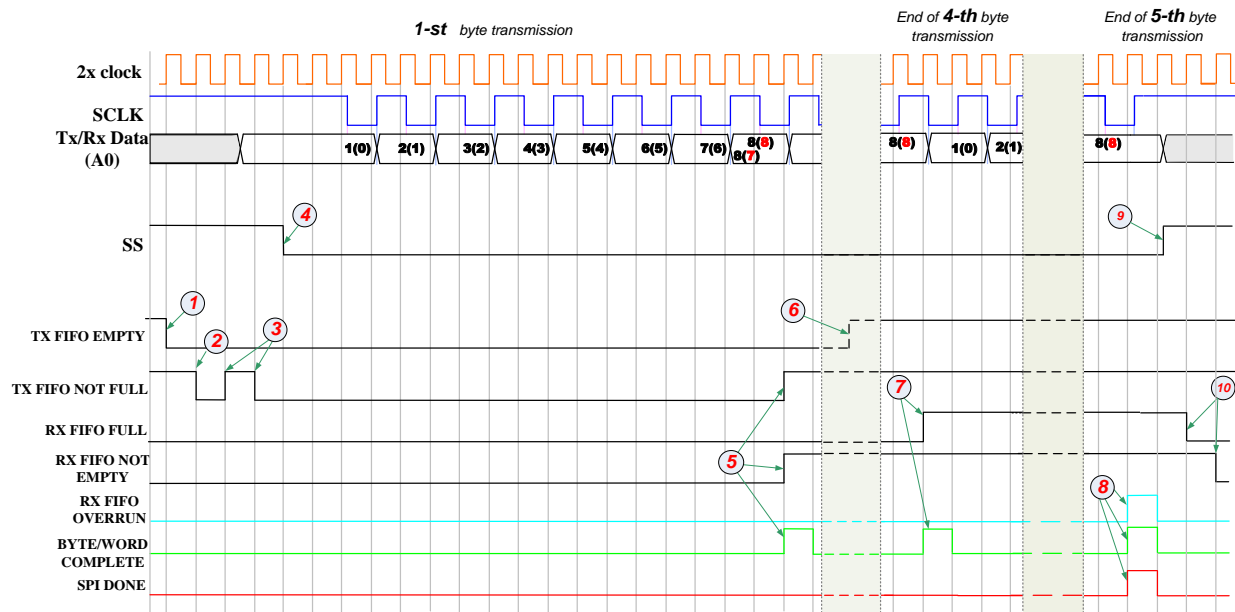 1-st byte transmission
End of 4-th byte
transmission
End of 5-th byte
transmission
2x clock
SCLK
Tx/Rx Data
(A0)
1(0) 2(1) 3(2) 4(3) 5(4) 6(5) 7(6) 8(8)
8(7)
8(8) 1(0) 2(1) 8(8)
4
9
SS
1
6
2
3
TX FIFO EMPTY
7
10
TX FIFO NOT FULL
RX FIFO FULL
5
RX FIFO NOT
EMPTY
8
RX FIFO
OVERRUN
BYTE/WORD
COMPLETE
SPI DONE